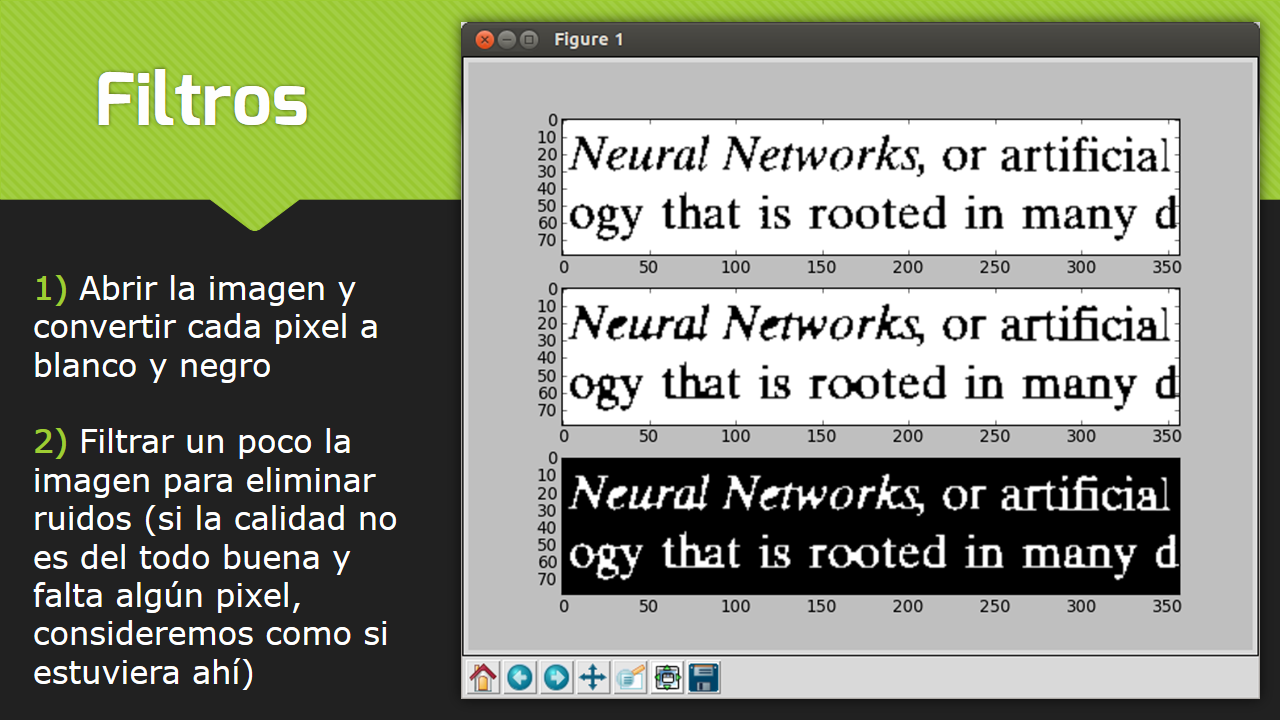 Filtros
1) Abrir la imagen y
convertir cada pixel a
blanco y negro
2) Filtrar un poco la
imagen para eliminar
ruidos (si la calidad no
es del todo buena y
falta algún pixel,
consideremos como si
estuviera ahí)
Figure 1
0
10
20
30
40
50
60
70
Neural Networks, or artificial
ogy that is rooted in many d
0 50 100 150 200 250 300 350
0
10
20
30
40
50
60
70
Neural Networks, or artificial
ogy that is rooted in many d
0 50 100 150 200 250 300 350
0
10
20
30
40
50
60
70
Neural Networks, or artificial
ogy that is rooted in many d
0 50 100 150 200 250 300 350